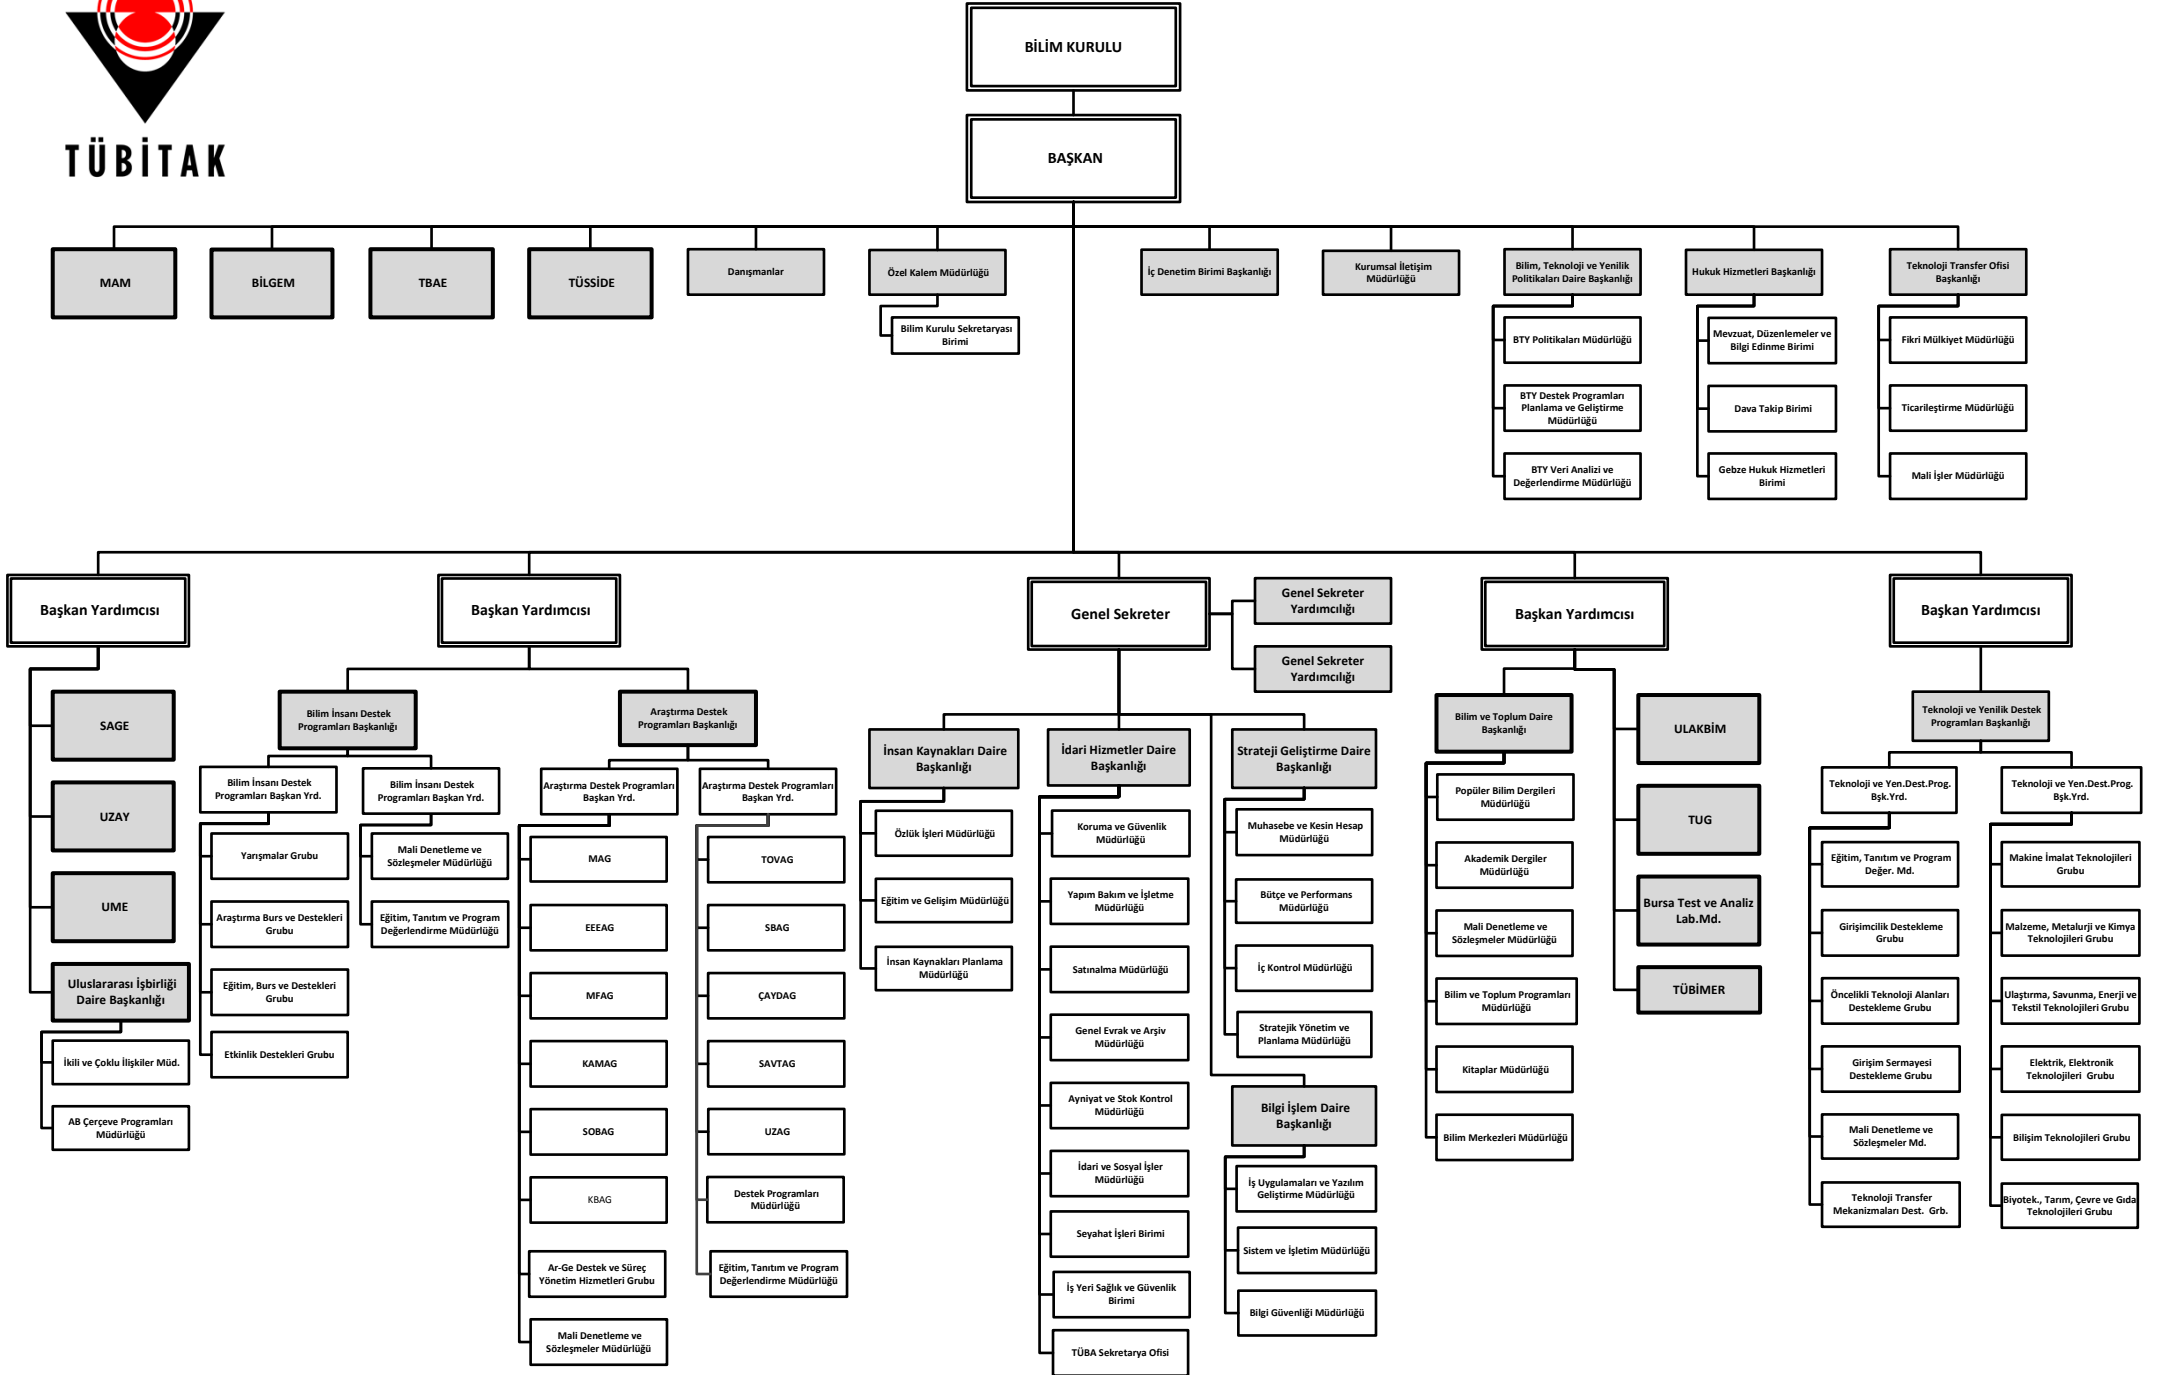 TÜBİTAK
BİLİM KURULU
BAŞKAN
MAM
BİLGEM
TBAE
TÜSSİDE
Danışmanlar
Özel Kalem Müdürlüğü
Bilim Kurulu Sekretaryası
Birimi
İç Denetim Birimi Başkanlığı
Kurumsal İletişim
Müdürlüğü
Bilim, Teknoloji ve Yenilik
Politikaları Daire Başkanlığı
BTY Politikaları Müdürlüğü
BTY Destek Programları
Planlama ve Geliştirme
Müdürlüğü
BTY Veri Analizi ve
Değerlendirme Müdürlüğü
Hukuk Hizmetleri Başkanlığı
Mevzuat, Düzenlemeler ve
Bilgi Edinme Birimi
Dava Takip Birimi
Gebze Hukuk Hizmetleri
Birimi
Teknoloji Transfer Ofisi
Başkanlığı
Fikri Mülkiyet Müdürlüğü
Ticarileştirme Müdürlüğü
Mali İşler Müdürlüğü
Başkan Yardımcısı
SAGE
UZAY
UME
Uluslararası İşbirliği
Daire Başkanlığı
İkili ve Çoklu İlişkiler Müd.
AB Çerçeve Programları
Müdürlüğü
Başkan Yardımcısı
Bilim İnsanı Destek
Programları Başkanlığı
Bilim İnsanı Destek
Programları Başkan Yrd.
Yarışmalar Grubu
Araştırma Burs ve Destekleri
Grubu
Eğitim, Burs ve Destekleri
Grubu
Etkinlik Destekleri Grubu
Bilim İnsanı Destek
Programları Başkan Yrd.
Mali Denetleme ve
Sözleşmeler Müdürlüğü
Eğitim, Tanıtım ve Program
Değerlendirme Müdürlüğü
Araştırma Destek
Programları Başkanlığı
Araştırma Destek Programları
Başkan Yrd.
MAG
EEEAG
MFAG
KAMAG
SOBAG
KBAG
Ar-Ge Destek ve Süreç
Yönetim Hizmetleri Grubu
Mali Denetleme ve
Sözleşmeler Müdürlüğü
Araştırma Destek Programları
Başkan Yrd.
TOVAG
SBAG
ÇAYDAG
SAVTAG
UZAG
Destek Programları
Müdürlüğü
Eğitim, Tanıtım ve Program
Değerlendirme Müdürlüğü
Genel Sekreter
Genel Sekreter
Yardımcılığı
Genel Sekreter
Yardımcılığı
İnsan Kaynakları Daire
Başkanlığı
Özlük İşleri Müdürlüğü
Eğitim ve Gelişim Müdürlüğü
İnsan Kaynakları Planlama
Müdürlüğü
İdari Hizmetler Daire
Başkanlığı
Koruma ve Güvenlik
Müdürlüğü
Yapım Bakım ve İşletme
Müdürlüğü
Satınalma Müdürlüğü
Genel Evrak ve Arşiv
Müdürlüğü
Ayniyat ve Stok Kontrol
Müdürlüğü
İdari ve Sosyal İşler
Müdürlüğü
Seyahat İşleri Birimi
İş Yeri Sağlık ve Güvenlik
Birimi
TÜBA Sekretarya Ofisi
Strateji Geliştirme Daire
Başkanlığı
Muhasebe ve Kesin Hesap
Müdürlüğü
Bütçe ve Performans
Müdürlüğü
İç Kontrol Müdürlüğü
Stratejik Yönetim ve
Planlama Müdürlüğü
Bilgi İşlem Daire
Başkanlığı
İş Uygulamaları ve Yazılım
Geliştirme Müdürlüğü
Sistem ve İşletim Müdürlüğü
Bilgi Güvenliği Müdürlüğü
Başkan Yardımcısı
Bilim ve Toplum Daire
Başkanlığı
Popüler Bilim Dergileri
Müdürlüğü
Akademik Dergiler
Müdürlüğü
Mali Denetleme ve
Sözleşmeler Müdürlüğü
Bilim ve Toplum Programları
Müdürlüğü
Kitaplar Müdürlüğü
Bilim Merkezleri Müdürlüğü
ULAKBİM
TUG
Bursa Test ve Analiz
Lab.Md.
TÜBİMER
Başkan Yardımcısı
Teknoloji ve Yenilik Destek
Programları Başkanlığı
Teknoloji ve Yen.Dest.Prog.
Bşk.Yrd.
Eğitim, Tanıtım ve Program
Değer. Md.
Girişimcilik Destekleme
Grubu
Öncelikli Teknoloji Alanları
Destekleme Grubu
Girişim Sermayesi
Destekleme Grubu
Mali Denetleme ve
Sözleşmeler Md.
Teknoloji Transfer
Mekanizmaları Dest. Grb.
Teknoloji ve Yen.Dest.Prog.
Bşk.Yrd.
Makine İmalat Teknolojileri
Grubu
Malzeme, Metalurji ve Kimya
Teknolojileri Grubu
Ulaştırma, Savunma, Enerji ve
Tekstil Teknolojileri Grubu
Elektrik, Elektronik
Teknolojileri Grubu
Bilişim Teknolojileri Grubu
Biyotek., Tarım, Çevre ve Gıda
Teknolojileri Grubu